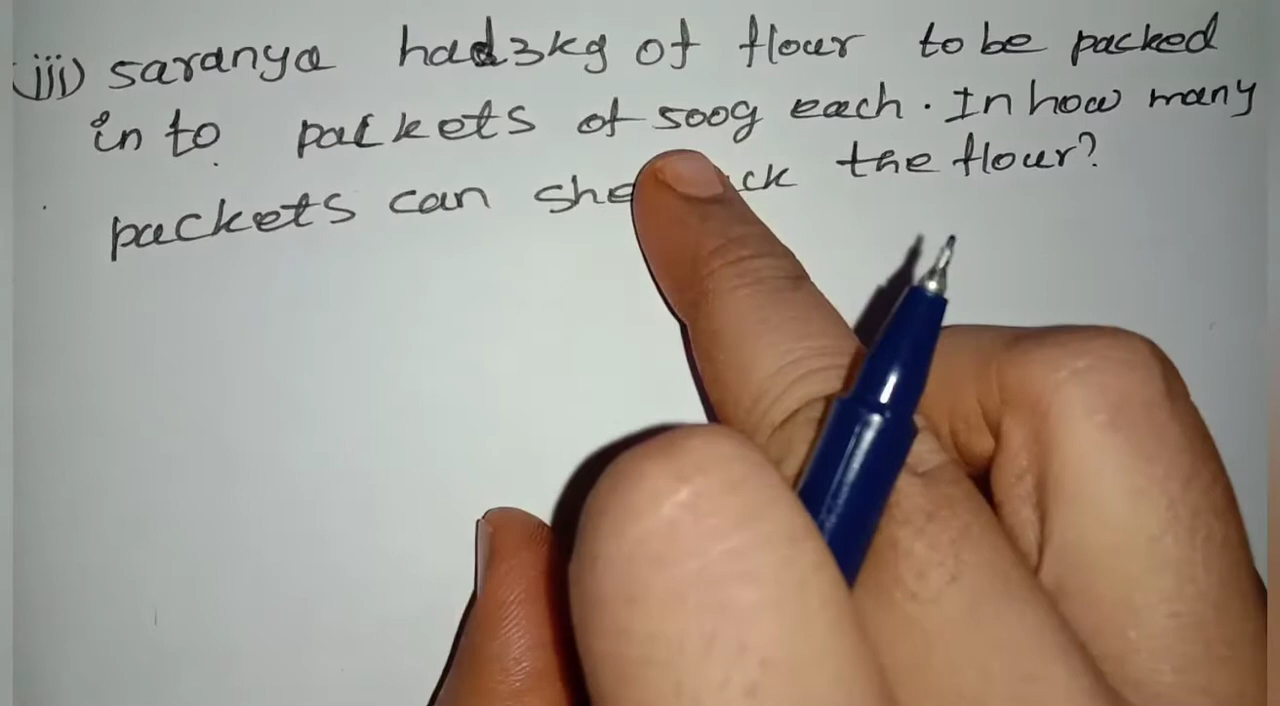 iii) saranya had 3kg of flour to be packed
in to packets of 500g each. In how many
packets can she ck the flour?